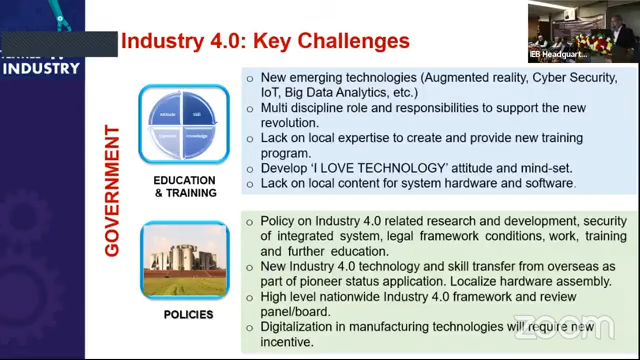 Industry 4.0: Key Challenges
INDUSTRY
IEB Headquart...
GOVERNMENT
Attitude
Skill
Knowledge
EDUCATION
& TRAINING
o New emerging technologies (Augmented reality, Cyber Security,
IoT, Big Data Analytics, etc.)
o Multi discipline role and responsibilities to support the new
revolution.
o Lack on local expertise to create and provide new training
program.
o Develop ‘I LOVE TECHNOLOGY’ attitude and mind-set.
o Lack on local content for system hardware and software.
POLICIES
o Policy on Industry 4.0 related research and development, security
of integrated system, legal framework conditions, work, training
and further education.
o New Industry 4.0 technology and skill transfer from overseas as
part of pioneer status application. Localize hardware assembly.
o High level nationwide Industry 4.0 framework and review
panel/board.
o Digitalization in manufacturing technologies will require new
incentive.
zoom